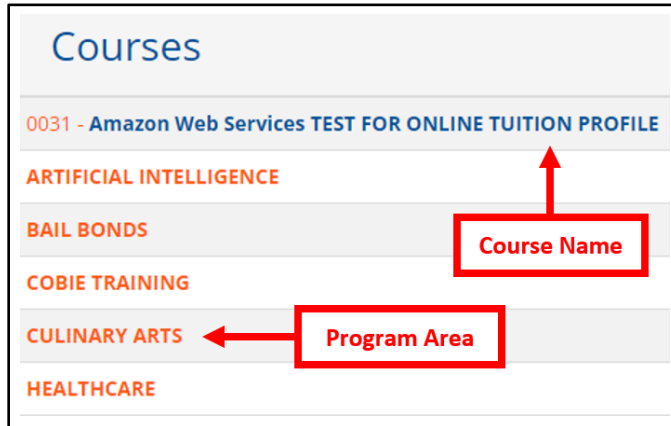 Courses
0031 - Amazon Web Services TEST FOR ONLINE TUITION PROFILE
ARTIFICIAL INTELLIGENCE
BAIL BONDS
Course Name
COBIE TRAINING
CULINARY ARTS
Program Area
HEALTHCARE